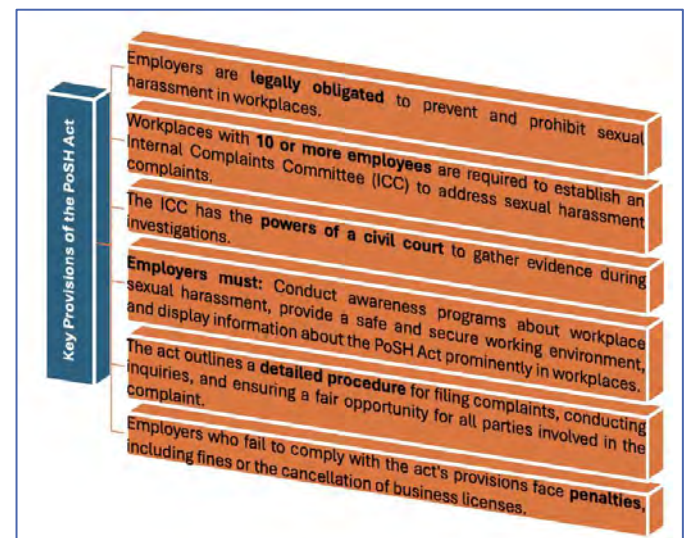 Key Provisions of the PoSH Act
Employers are legally obligated to prevent and prohibit sexual
harassment in workplaces.
Workplaces with 10 or more employees are required to establish an
Internal Complaints Committee (ICC) to address sexual harassment
complaints.
The ICC has the powers of a civil court to gather evidence during
investigations.
Employers must: Conduct awareness programs about workplace
sexual harassment, provide a safe and secure working environment,
and display information about the PoSH Act prominently in workplaces.
The act outlines a detailed procedure for filing complaints, conducting
inquiries, and ensuring a fair opportunity for all parties involved in the
complaint.
Employers who fail to comply with the act's provisions face penalties,
including fines or the cancellation of business licenses.